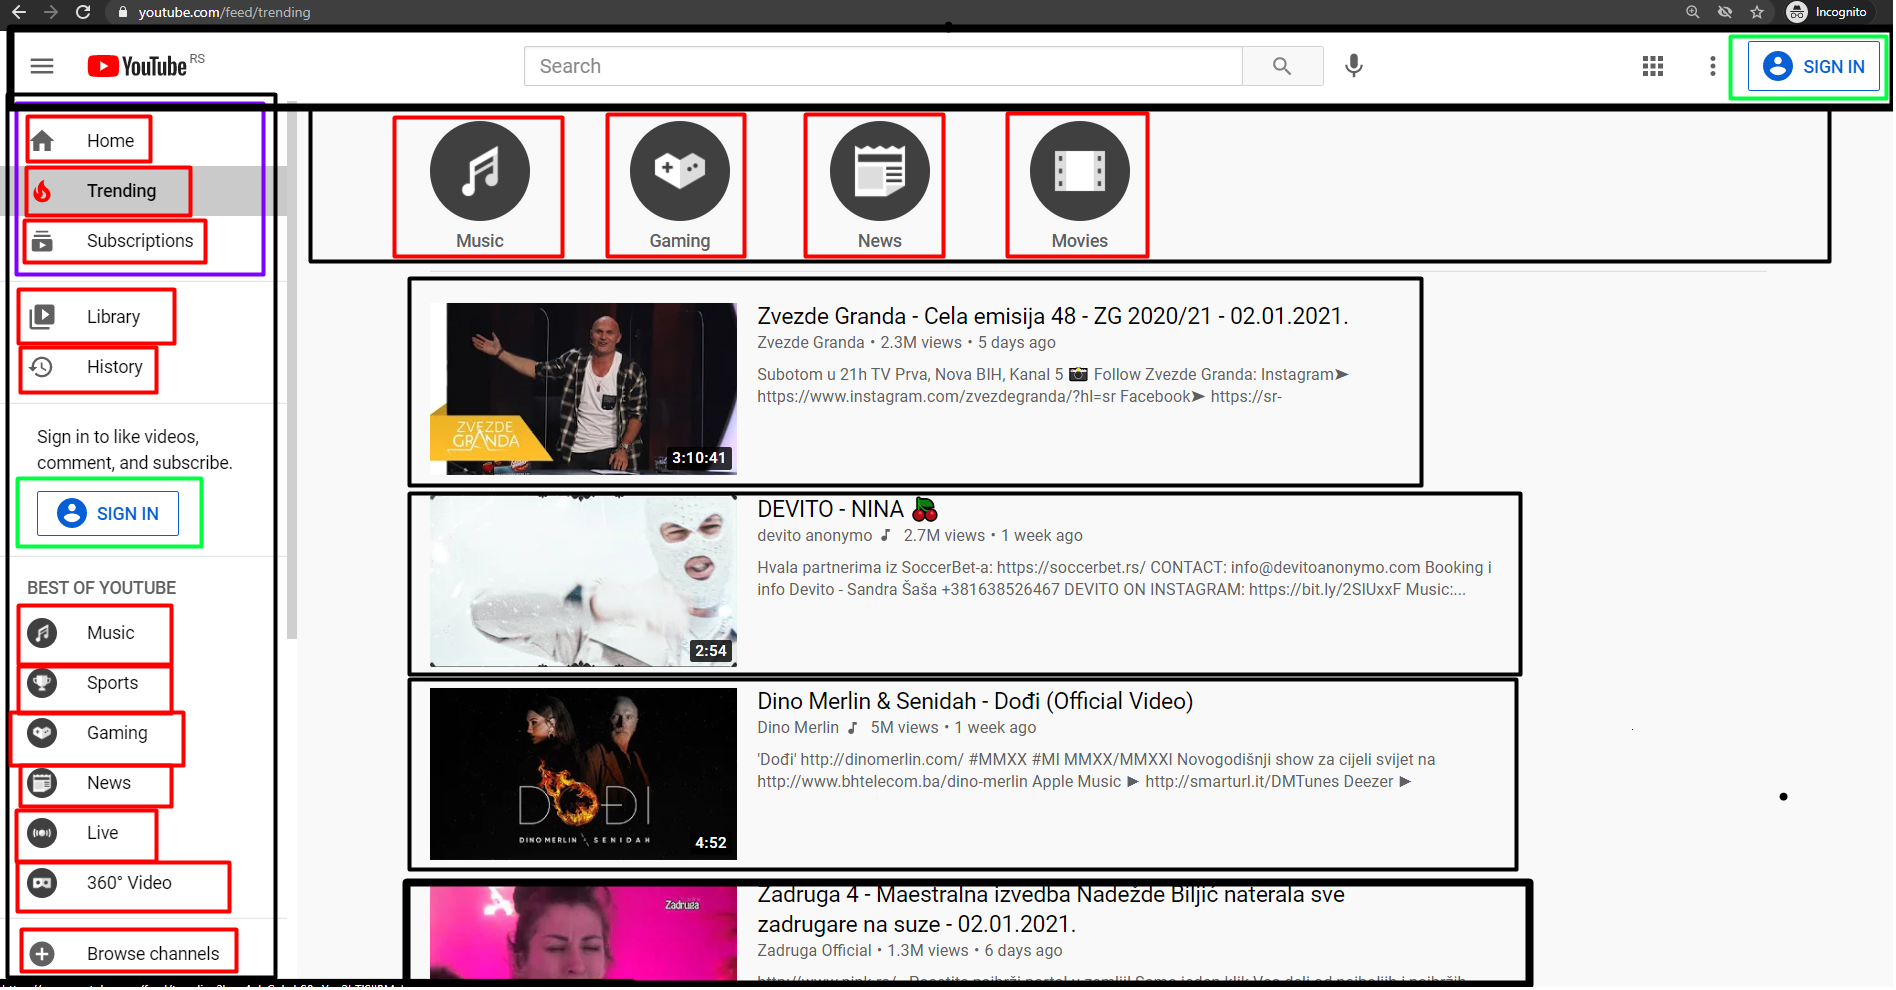 youtube.com/feed/trending
Incognito
YouTube RS
Search
SIGN IN
Home
Trending
Subscriptions
Library
History
Sign in to like videos,
comment, and subscribe.
SIGN IN
BEST OF YOUTUBE
Music
Sports
Gaming
News
Live
360° Video
Browse channels
Music
Gaming
News
Movies
ZVEZDE
GRANDA
3:10:41
Zvezde Granda - Cela emisija 48 - ZG 2020/21 - 02.01.2021.
Zvezde Granda • 2.3M views • 5 days ago
Subotom u 21h TV Prva, Nova BIH, Kanal 5 📸 Follow Zvezde Granda: Instagram➤
https://www.instagram.com/zvezdegranda/?hl=sr Facebook➤ https://sr-
2:54
DEVITO - NINA 🍒
devito anonymo ♪ 2.7M views • 1 week ago
Hvala partnerima iz SoccerBet-a: https://soccerbet.rs/ CONTACT: info@devitoanonymo.com Booking i
info Devito - Sandra Šaša +381638526467 DEVITO ON INSTAGRAM: https://bit.ly/2SIUxxF Music:...
DOĐI
DINO MERLIN SENIDAH
4:52
Dino Merlin & Senidah - Dođi (Official Video)
Dino Merlin ♪ 5M views • 1 week ago
'Dođi' http://dinomerlin.com/ #MMXX #MI MMXX/MMXXI Novogodišnji show za cijeli svijet na
http://www.bhtelecom.ba/dino-merlin Apple Music ► http://smarturl.it/DMTunes Deezer ►
Zadruga
Zadruga 4 - Maestralna izvedba Nadežde Biljić naterala sve
zadrugare na suze - 02.01.2021.
Zadruga Official • 1.3M views • 6 days ago